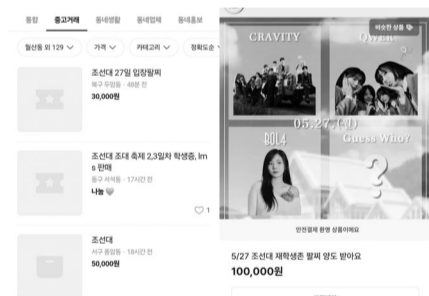 통합 중고거래 동네생활 동네업체 동네홍보
월산동 외 129 가격 카테고리 정확도순
조선대 27일 입장팔찌
북구 두암동 · 48분 전
30,000원
조선대 조대 축제 2,3일차 학생증, lm
s 판매
동구 서석동 · 17시간 전
나눔
1
조선대
서구 풍암동 · 18시간 전
50,000원
비슷한 상품
CRAVITY QWER
05.27.(진)
BOL4 Guess Who?
?
안전결제 환영 상품이에요
5/27 조선대 재학생존 팔찌 양도 받아요
100,000원